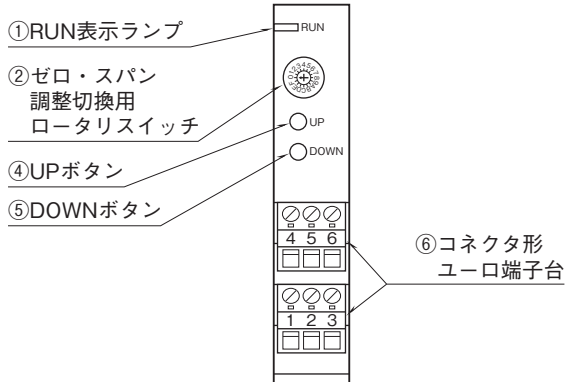 ①RUN表示ランプ
②ゼロ・スパン
調整切換用
ロータリスイッチ
④UPボタン
⑤DOWNボタン
RUN
0123456789ABCDEF
UP
DOWN
4 5 6
1 2 3
⑥コネクタ形
ユーロ端子台